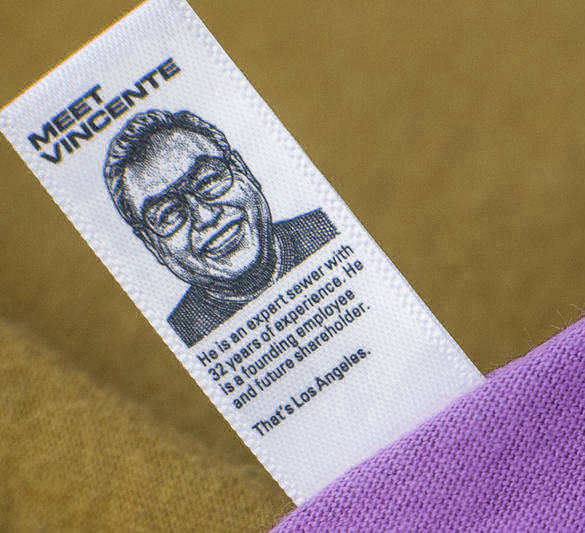 MEET
VINCENTE
He is an expert sewer with
32 years of experience. He
is a founding employee
and future shareholder.
That's Los Angeles.